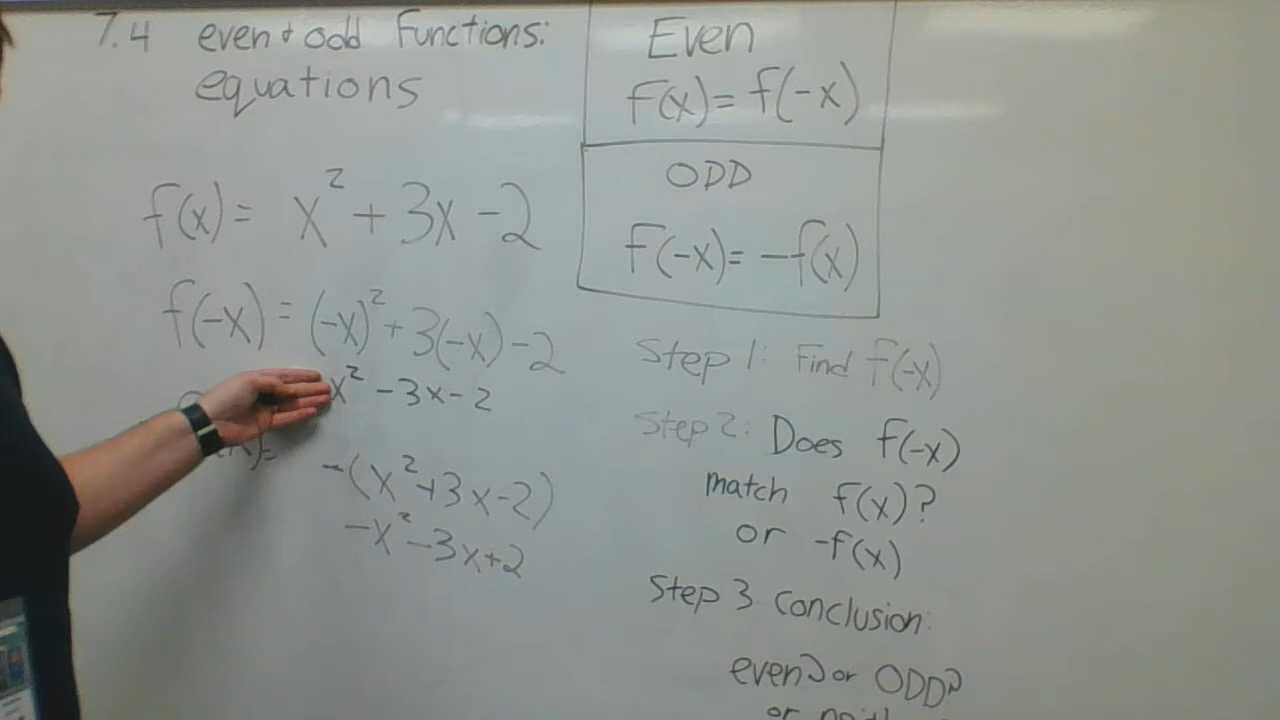 7.4 even & odd Functions:
equations
f(x) = x² + 3x - 2
f(-x) = (-x)² + 3(-x) - 2
x² - 3x - 2
-(x² + 3x - 2)
-x² - 3x + 2
Even
f(x) = f(-x)
ODD
f(-x) = -f(x)
Step 1: Find f(-x)
Step 2: Does f(-x)
match f(x)?
or -f(x)
Step 3 Conclusion:
even? or ODD?
or